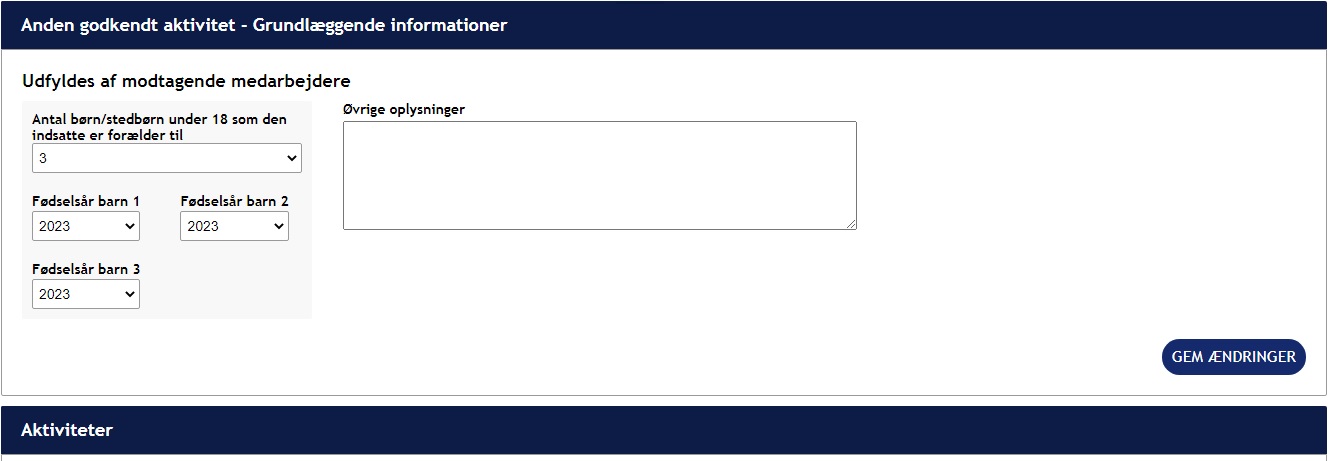 Anden godkendt aktivitet – Grundlæggende informationer
Udfyldes af modtagende medarbejdere
Antal børn/stedbørn under 18 som den
indsatte er forælder til
3
Fødselsår barn 1
Fødselsår barn 2
2023
2023
Fødselsår barn 3
2023
Øvrige oplysninger
GEM ÆNDRINGER
Aktiviteter